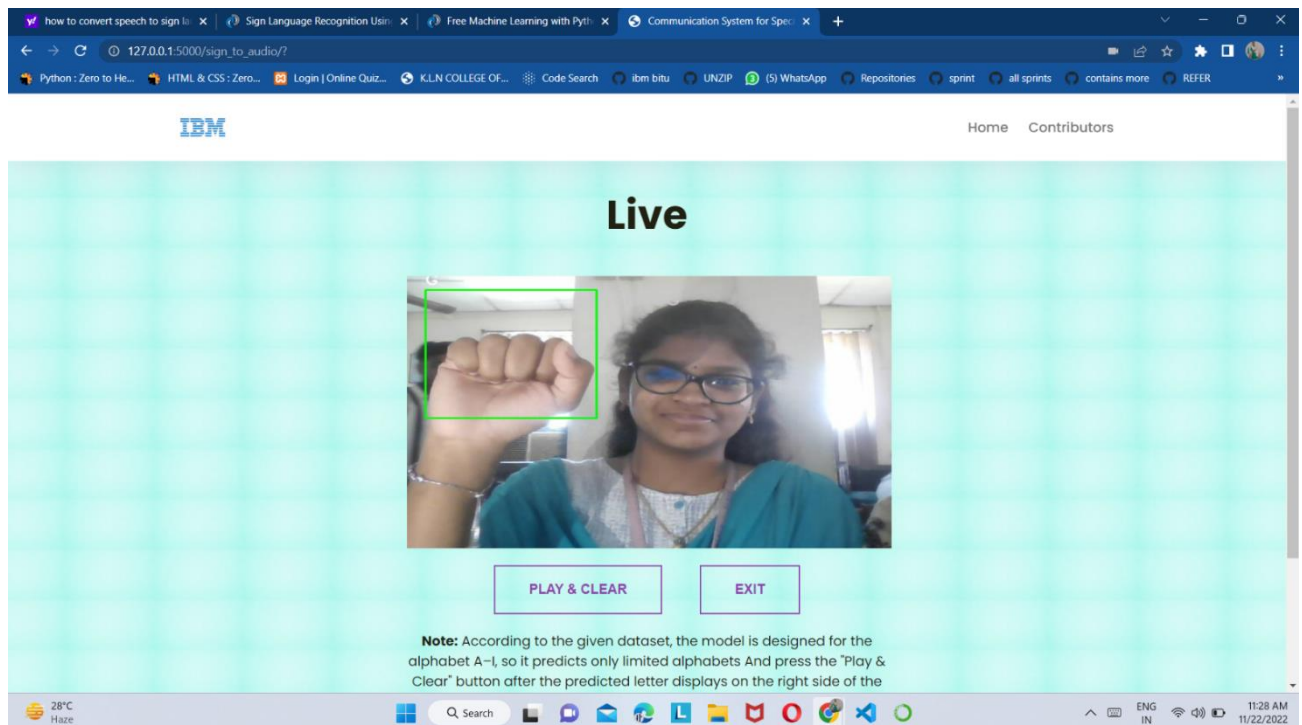 how to convert speech to sign la
Sign Language Recognition Usin
Free Machine Learning with Pyth
Communication System for Speci
127.0.0.1:5000/sign_to_audio/?
Python : Zero to He...
HTML & CSS : Zero...
Login | Online Quiz...
K.L.N COLLEGE OF...
Code Search
ibm bitu
UNZIP
(5) WhatsApp
Repositories
sprint
all sprints
contains more
REFER
IBM
Home
Contributors
Live
PLAY & CLEAR
EXIT
Note: According to the given dataset, the model is designed for the
alphabet A–I, so it predicts only limited alphabets And press the "Play &
Clear" button after the predicted letter displays on the right side of the
28°C
Haze
Search
ENG
IN
11:28 AM
11/22/2022